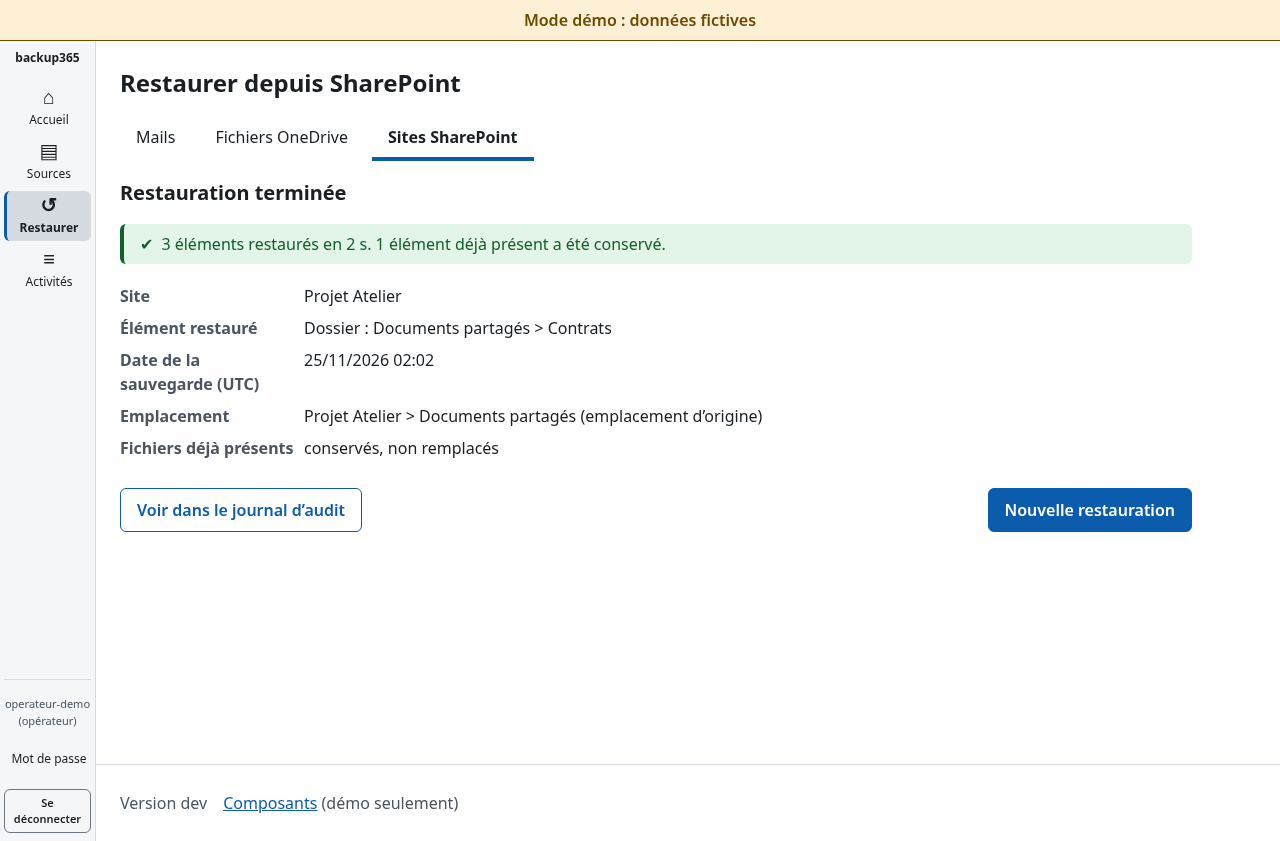 Mode démo : données fictives
backup365
Accueil
Sources
Restaurer
Activités
operateur-demo
(opérateur)
Mot de passe
Se
déconnecter
Restaurer depuis SharePoint
Mails
Fichiers OneDrive
Sites SharePoint
Restauration terminée
✔ 3 éléments restaurés en 2 s. 1 élément déjà présent a été conservé.
Site
Projet Atelier
Élément restauré
Dossier : Documents partagés > Contrats
Date de la
sauvegarde (UTC)
25/11/2026 02:02
Emplacement
Projet Atelier > Documents partagés (emplacement d’origine)
Fichiers déjà présents
conservés, non remplacés
Voir dans le journal d’audit
Nouvelle restauration
Version dev
Composants (démo seulement)